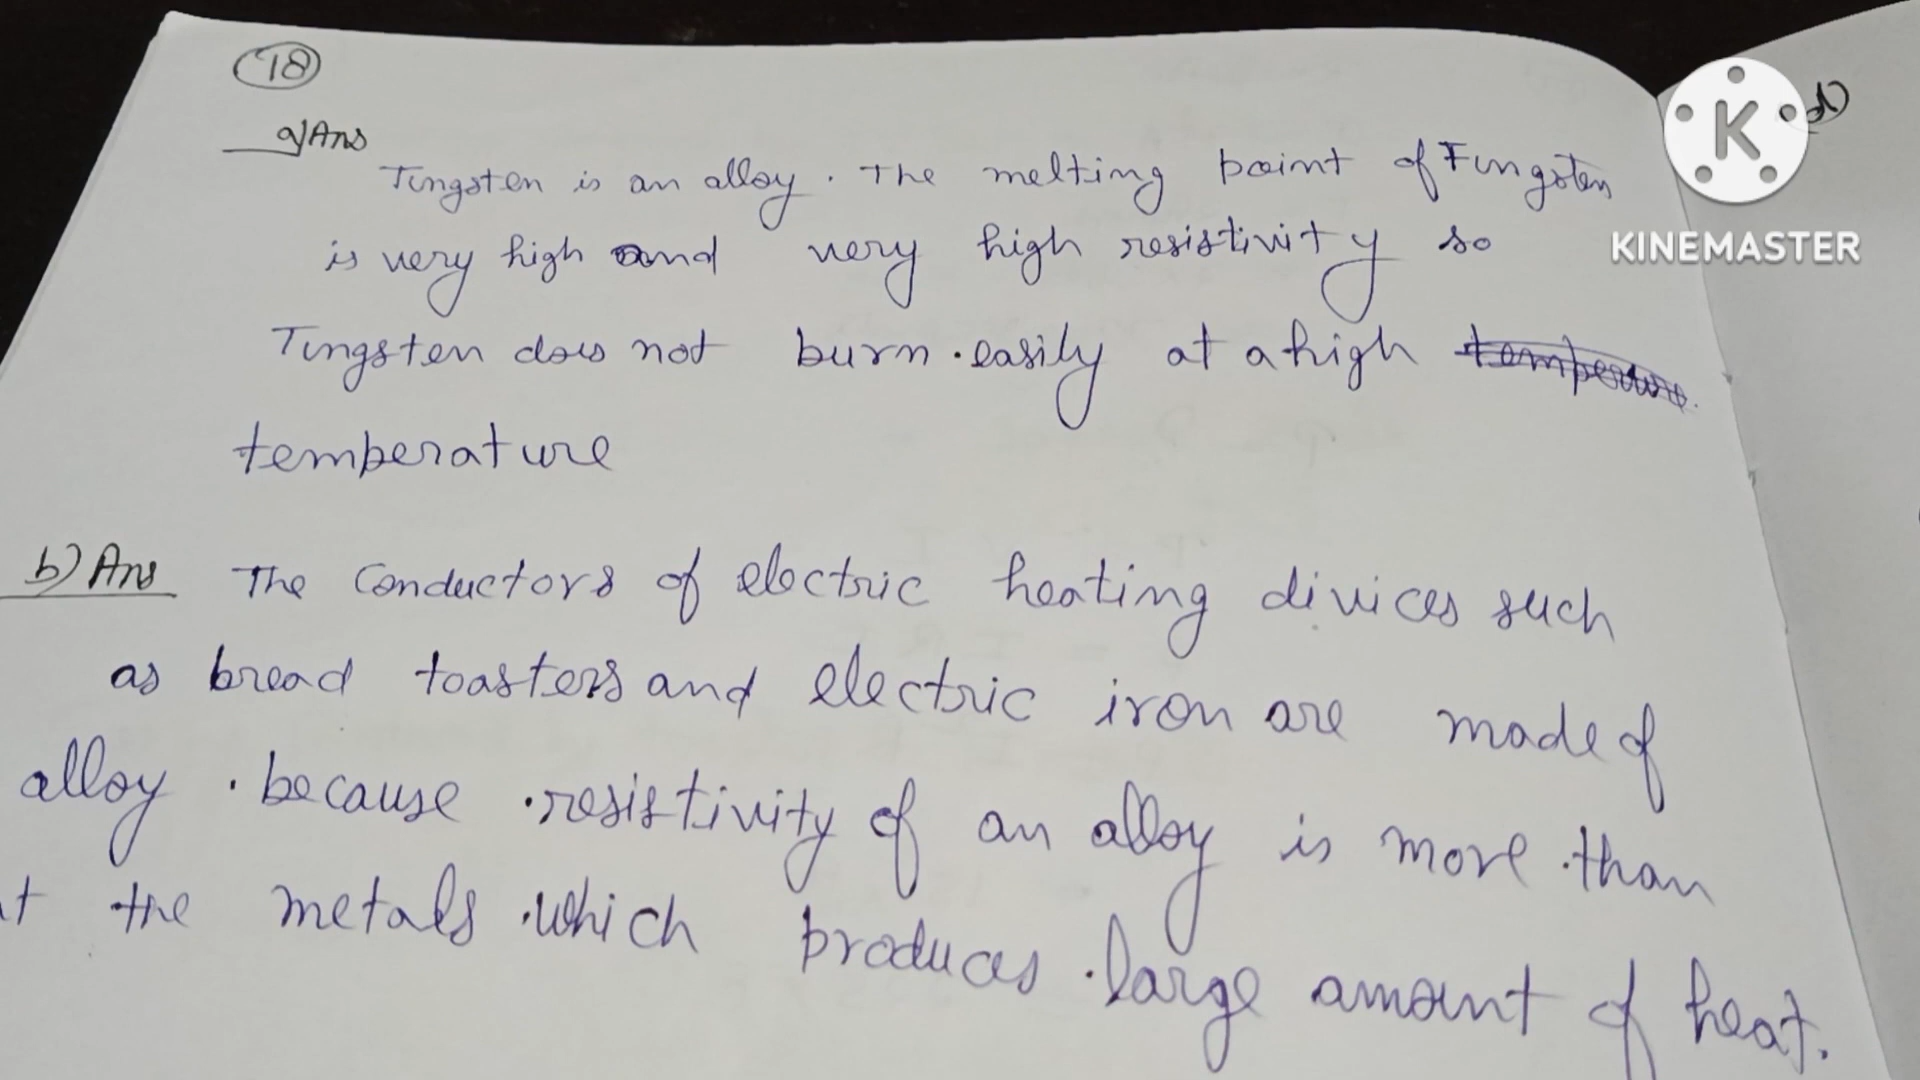 18
a) Ans
Tungsten is an alloy. The melting point of Tungsten
is very high and very high resistivity so
Tungsten does not burn easily at a high
temperature
b) Ans The Conductors of electric heating divices such
as bread toasters and electric iron are made of
alloy. because resistivity of an alloy is more than
the metals which produces large amount of heat.
d)
K
KINEMASTER